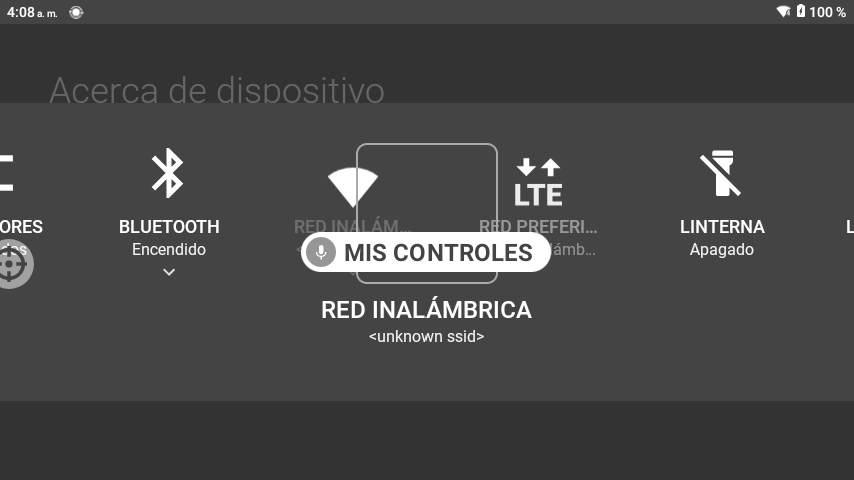 4:08 a. m.
100 %
Acerca de dispositivo
LTE
ORES
BLUETOOTH
RED INALÁM...
RED PREFERI...
LINTERNA
Encendido
Apagado
MIS CONTROLES
RED INALÁMBRICA
<unknown ssid>